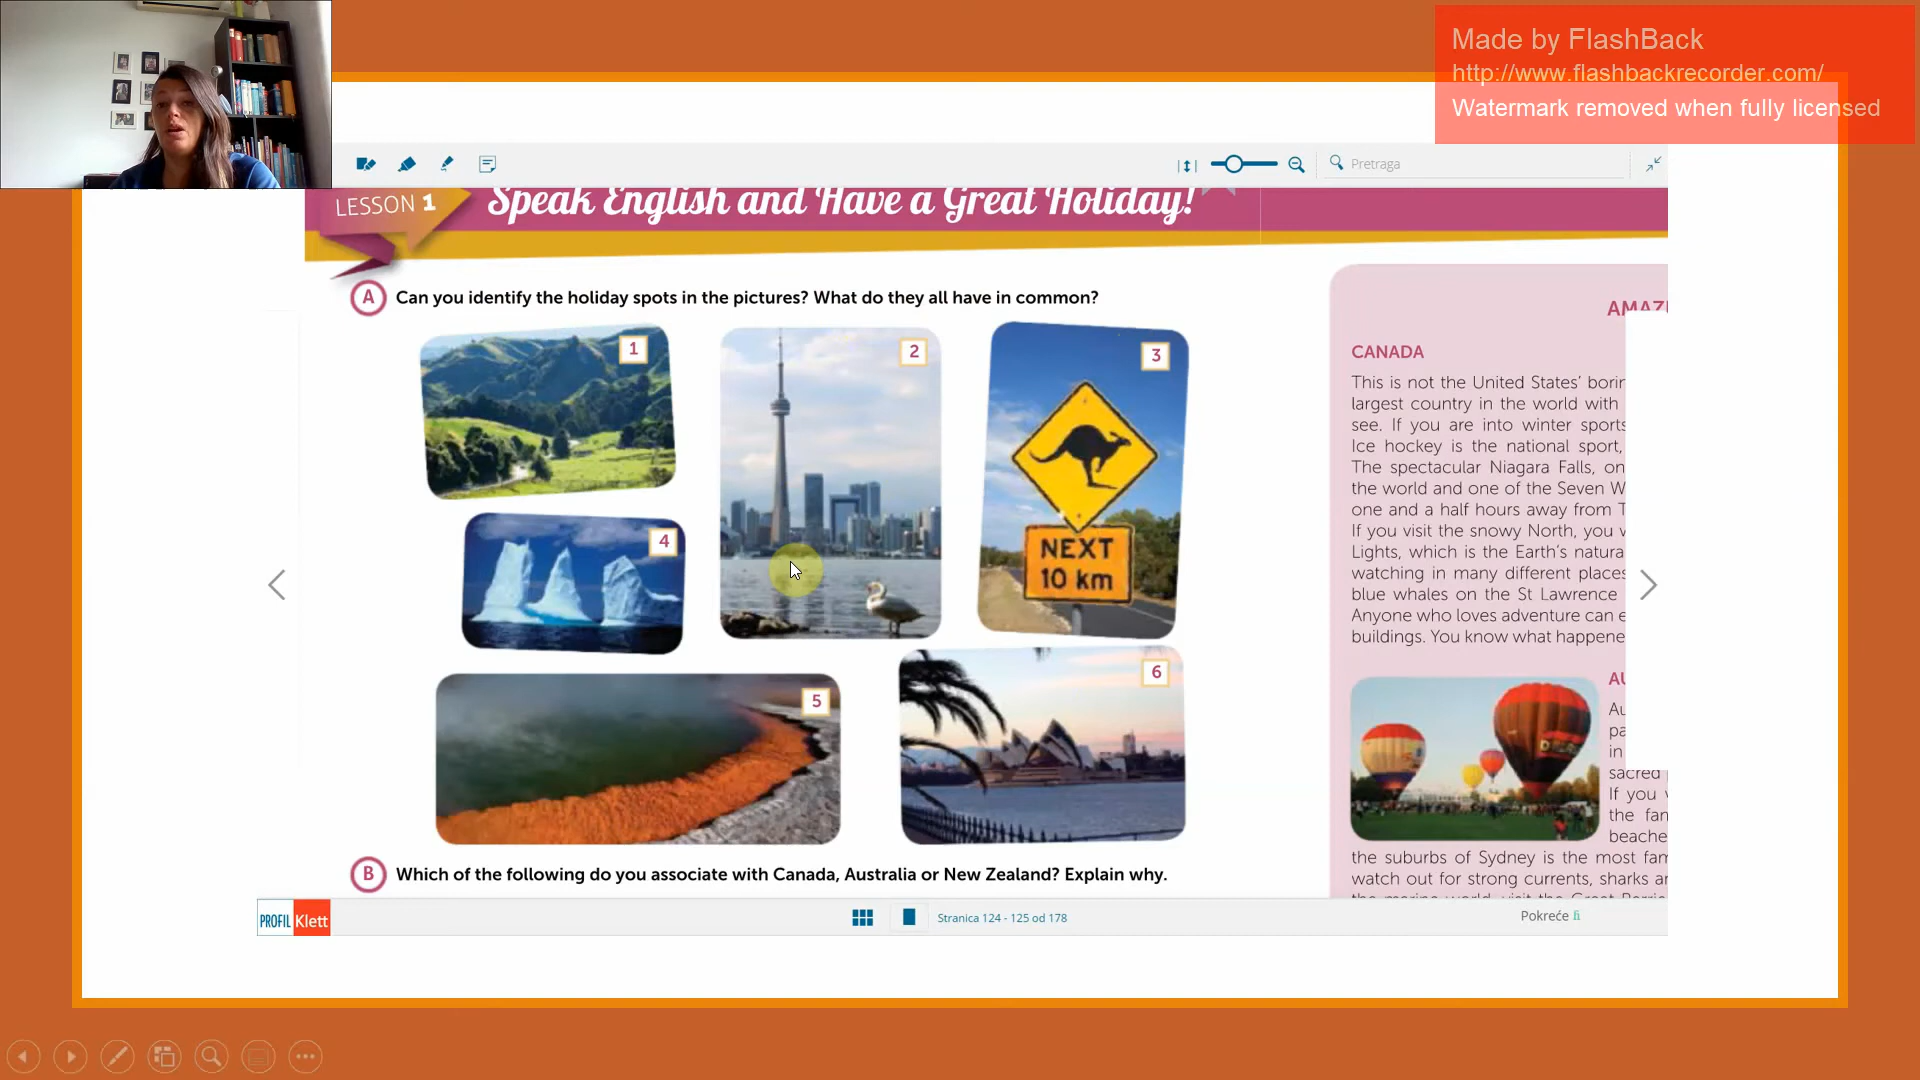 Made by FlashBack
http://www.flashbackrecorder.com/
Watermark removed when fully licensed
Pretraga
LESSON 1
Speak English and Have a Great Holiday!
A Can you identify the holiday spots in the pictures? What do they all have in common?
1
2
3
NEXT
10 km
4
5
6
B Which of the following do you associate with Canada, Australia or New Zealand? Explain why.
CANADA
This is not the United States’ 
largest country in the world with
see. If you are into winter sports
Ice hockey is the national sport,
The spectacular Niagara Falls, on
the world and one of the Seven W
one and a half hours away from T
If you visit the snowy North, you
Lights, which is the Earth’s natura
watching in many different places
blue whales on the St Lawrence
Anyone who loves adventure can e
buildings. You know what happene
AU
Au
pa
in
sacred
If you
the fan
beache
the suburbs of Sydney is the most fam
watch out for strong currents, sharks a
PROFIL Klett
Stranica 124 - 125 od 178
Pokreće